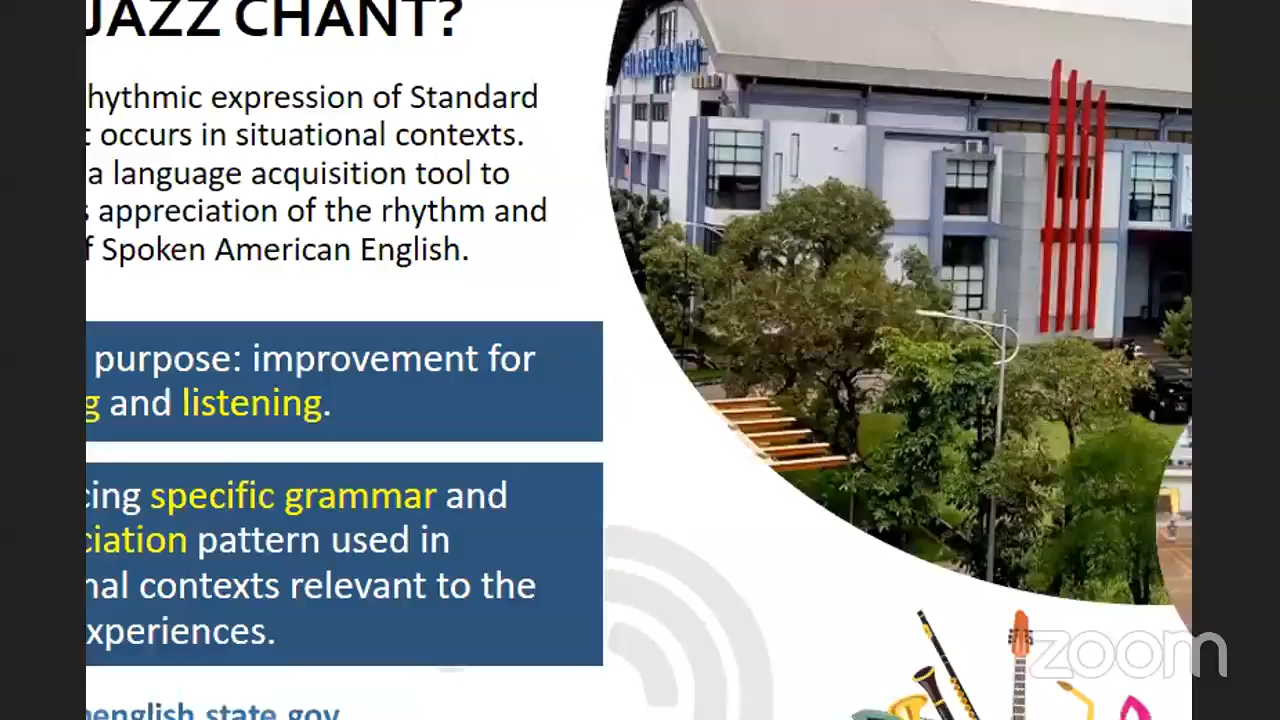 JAZZ CHANT?
hythmic expression of Standard
t occurs in situational contexts.
a language acquisition tool to
s appreciation of the rhythm and
f Spoken American English.
purpose: improvement for
g and listening.
cing specific grammar and
ciation pattern used in
nal contexts relevant to the
xperiences.
english.state.gov
zoom